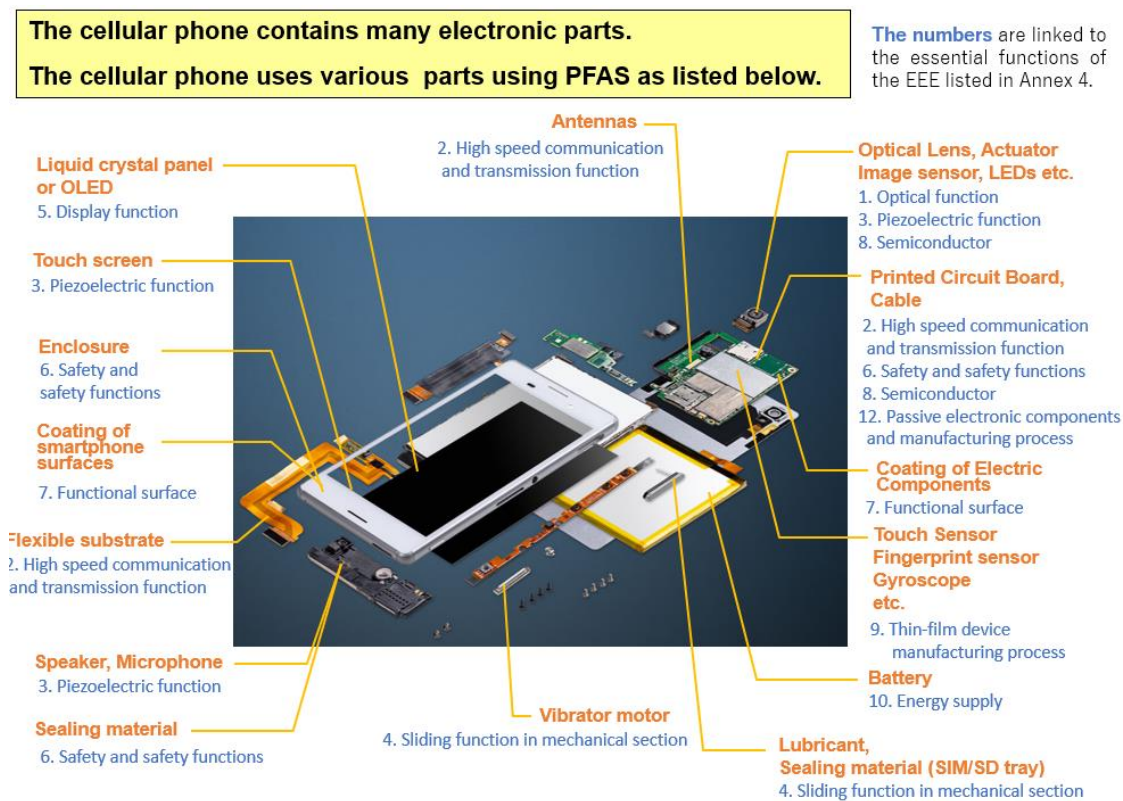 The cellular phone contains many electronic parts.
The cellular phone uses various parts using PFAS as listed below.
The numbers are linked to
the essential functions of
the EEE listed in Annex 4.
Antennas
2. High speed communication
and transmission function
Liquid crystal panel
or OLED
5. Display function
Touch screen
3. Piezoelectric function
Enclosure
6. Safety and
safety functions
Coating of
smartphone
surfaces
7. Functional surface
Flexible substrate
2. High speed communication
and transmission function
Speaker, Microphone
3. Piezoelectric function
Sealing material
6. Safety and safety functions
Vibrator motor
4. Sliding function in mechanical section
Optical Lens, Actuator
Image sensor, LEDs etc.
1. Optical function
3. Piezoelectric function
8. Semiconductor
Printed Circuit Board,
Cable
2. High speed communication
and transmission function
6. Safety and safety functions
8. Semiconductor
12. Passive electronic components
and manufacturing process
Coating of Electric
Components
7. Functional surface
Touch Sensor
Fingerprint sensor
Gyroscope
etc.
9. Thin-film device
manufacturing process
Battery
10. Energy supply
Lubricant,
Sealing material (SIM/SD tray)
4. Sliding function in mechanical section